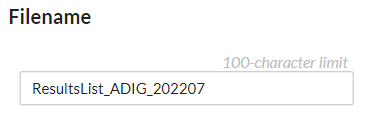 Filename
100-character limit
ResultsList_ADIG_202207